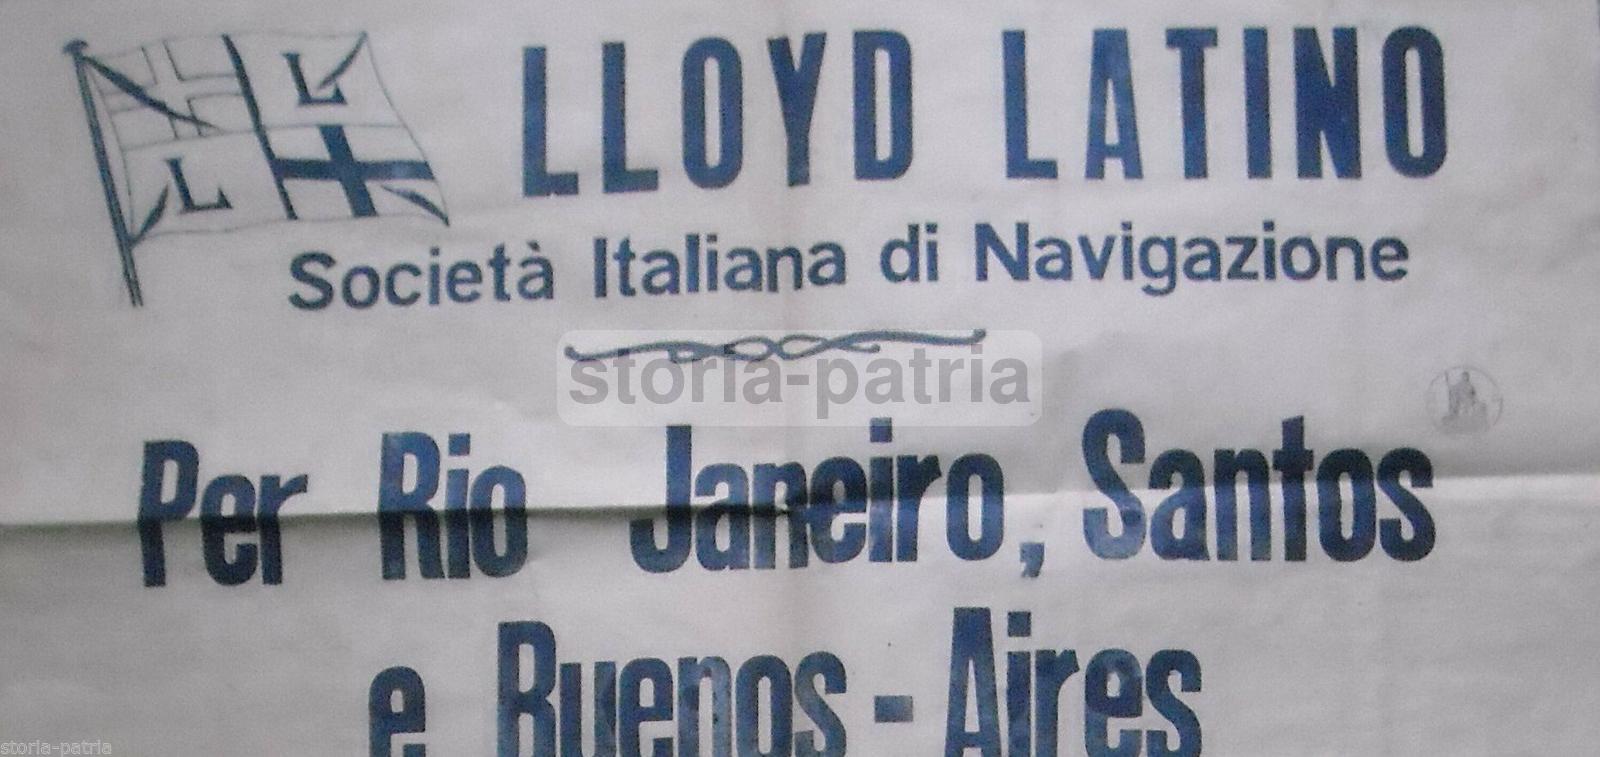 L
L
LLOYD LATINO
Società Italiana di Navigazione
storia-patria
Per Rio Janeiro, Santos
e Buenos-Aires
storia-patria